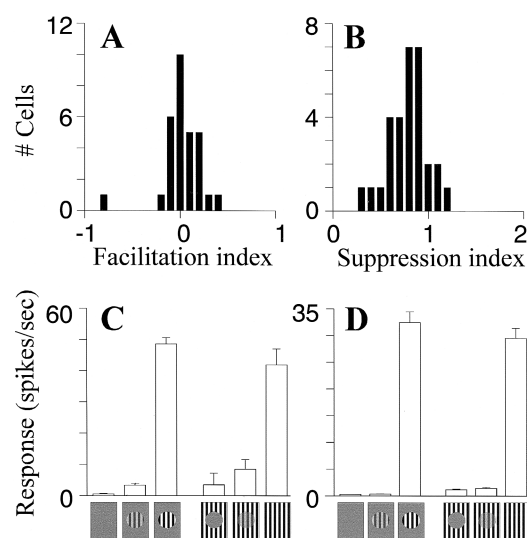 12
A
# Cells
6
0
-1
0
1
Facilitation index
8
B
4
0
0
1
2
Suppression index
60
C
Response (spikes/sec)
0
35
D
0